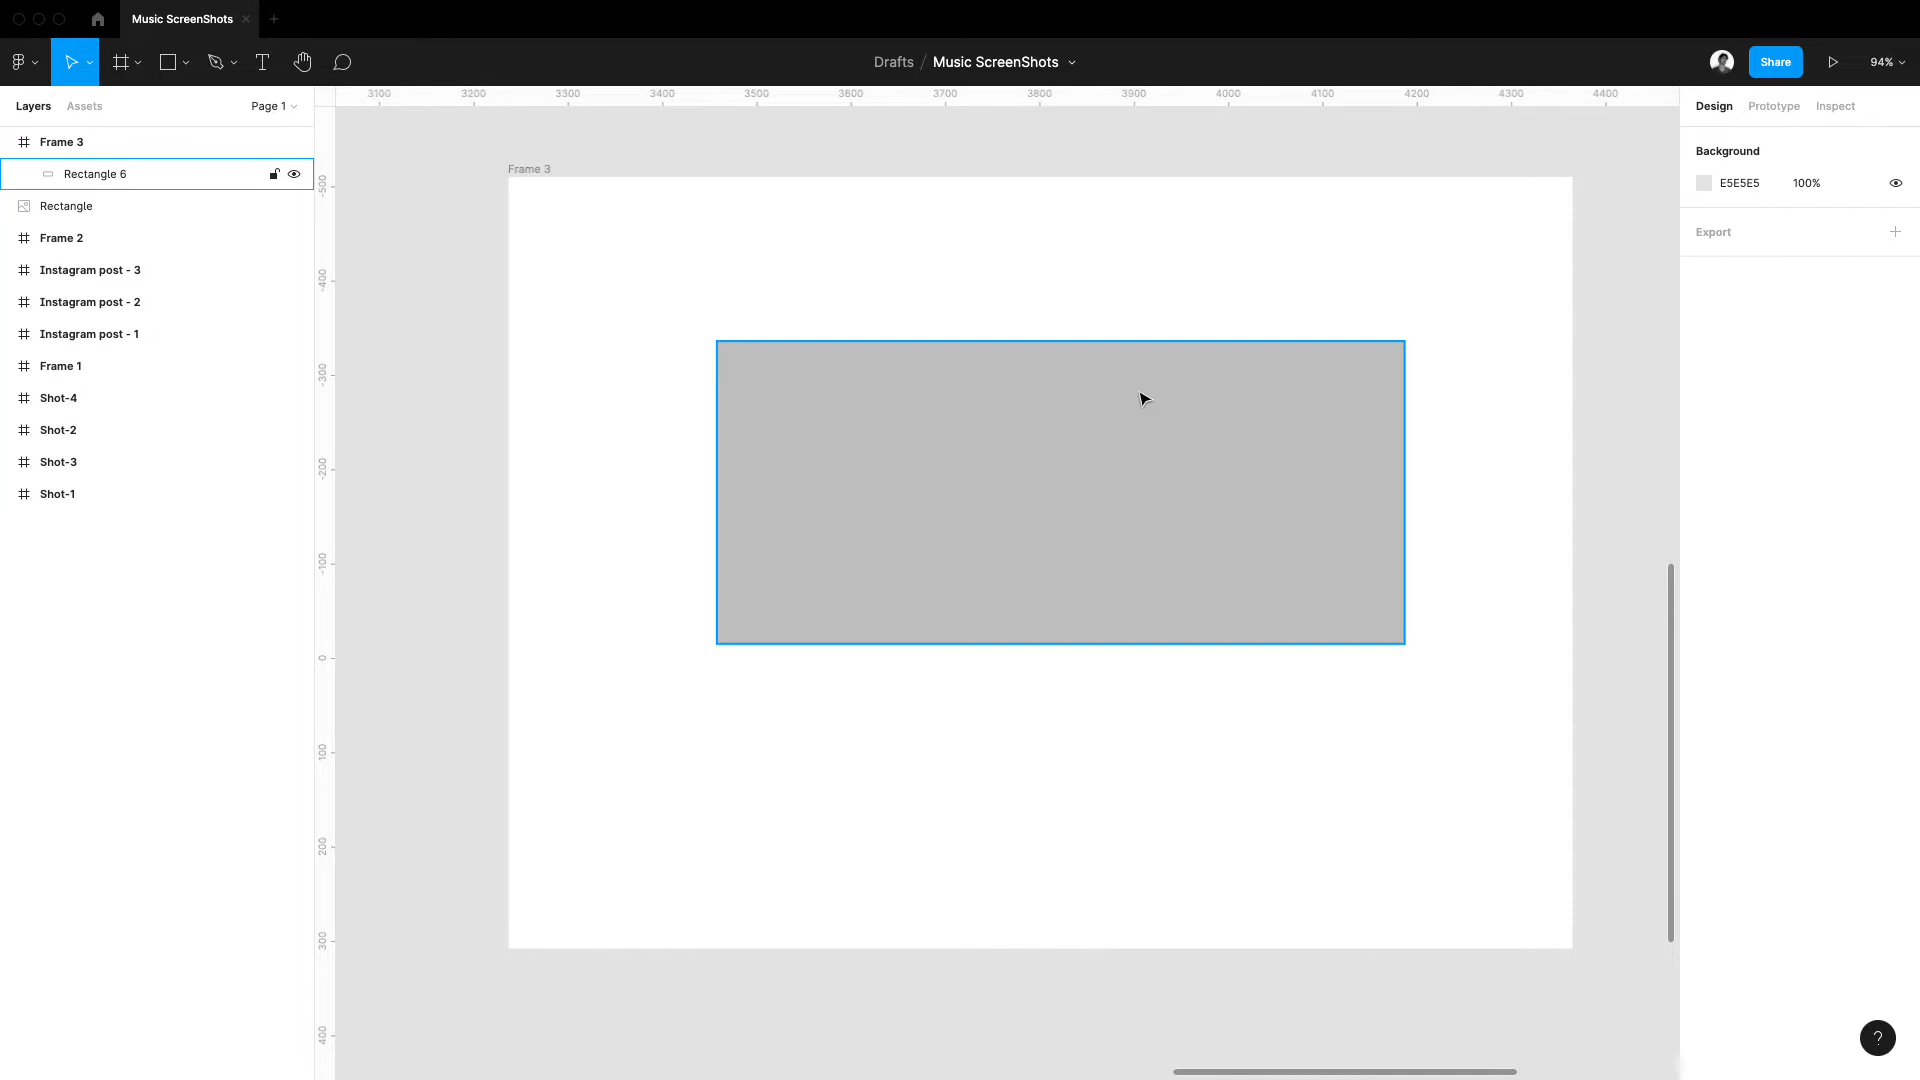 Music ScreenShots
Drafts / Music ScreenShots
Share
94%
Layers
Assets
Page 1
Frame 3
Rectangle 6
Rectangle
Frame 2
Instagram post - 3
Instagram post - 2
Instagram post - 1
Frame 1
Shot-4
Shot-2
Shot-3
Shot-1
3100 3200 3300 3400 3500 3600 3700 3800 3900 4000 4100 4200 4300 4400
-500
-400
-300
-200
-100
0
100
200
300
400
Frame 3
Design
Prototype
Inspect
Background
E5E5E5
100%
Export
?